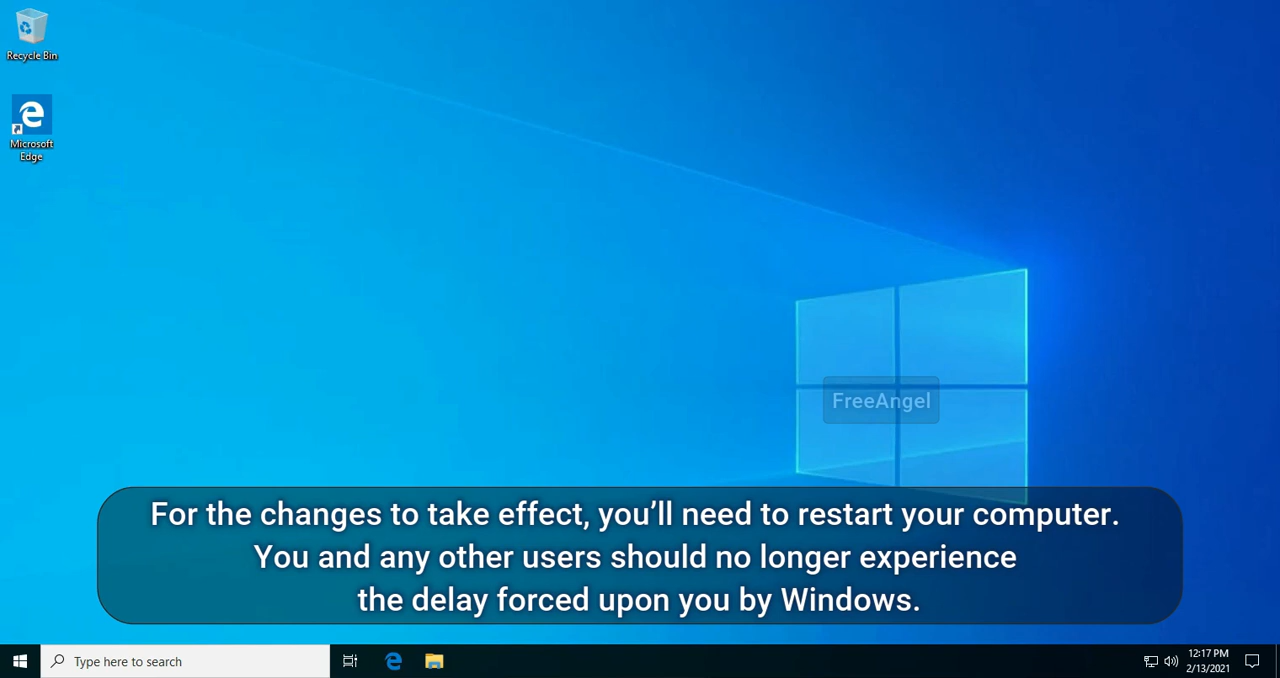 Recycle Bin
Microsoft
Edge
FreeAngel
For the changes to take effect, you’ll need to restart your computer.
You and any other users should no longer experience
the delay forced upon you by Windows.
Type here to search
12:17 PM
2/13/2021